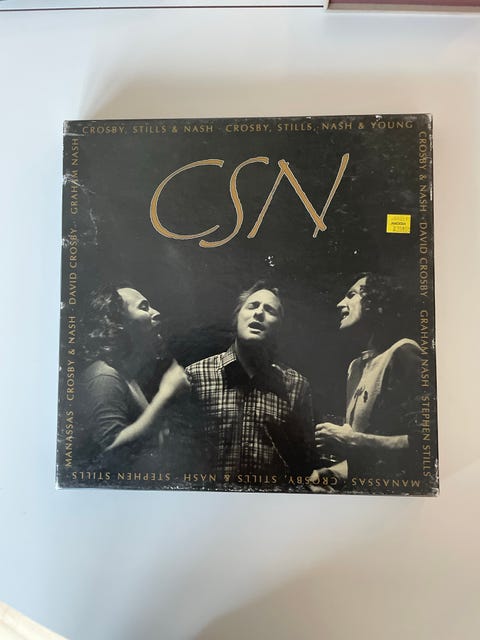 CROSBY, STILLS & NASH · CROSBY, STILLS, NASH & YOUNG
CROSBY & NASH · DAVID CROSBY · GRAHAM NASH · STEPHEN STILLS
MANASSAS · CROSBY, STILLS & NASH · STEPHEN STILLS
MANASSAS · CROSBY & NASH · DAVID CROSBY · GRAHAM NASH
CSN